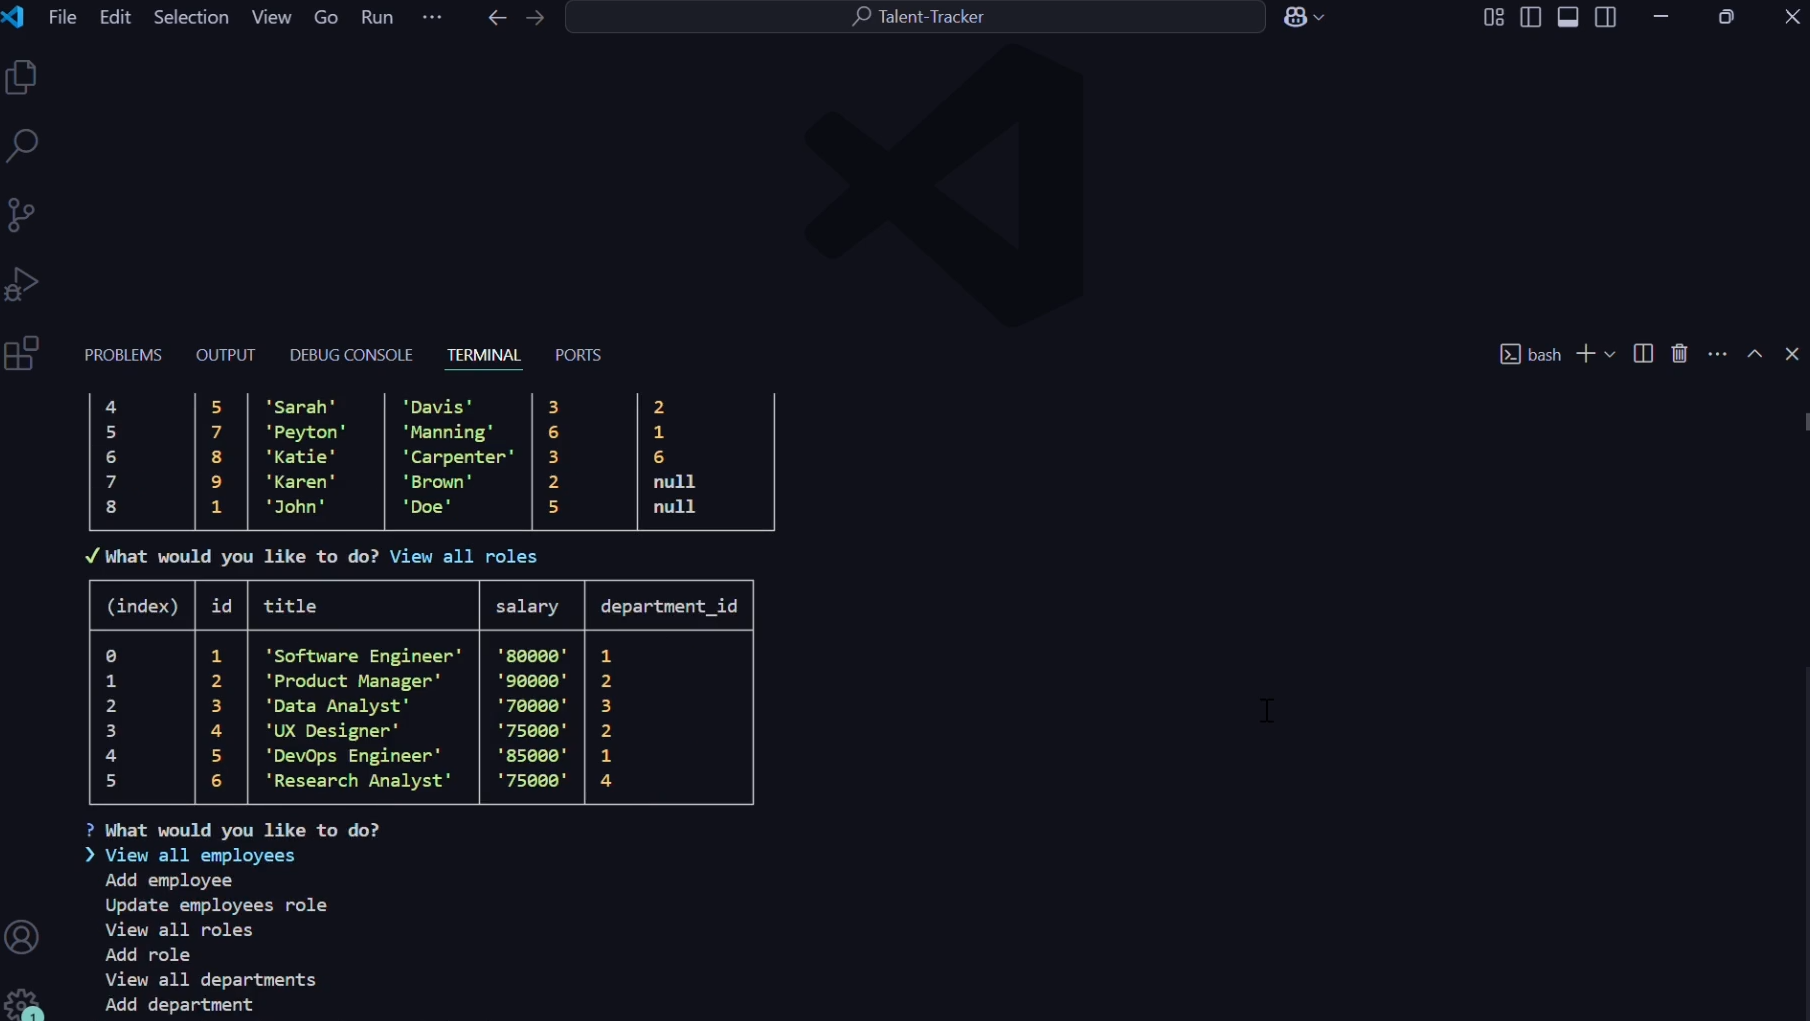 File Edit Selection View Go Run ··· Talent-Tracker
PROBLEMS OUTPUT DEBUG CONSOLE TERMINAL PORTS bash
4 5 'Sarah' 'Davis' 3 2
5 7 'Peyton' 'Manning' 6 1
6 8 'Katie' 'Carpenter' 3 6
7 9 'Karen' 'Brown' 2 null
8 1 'John' 'Doe' 5 null
✓ What would you like to do? View all roles
(index) id title salary department_id
0 1 'Software Engineer' '80000' 1
1 2 'Product Manager' '90000' 2
2 3 'Data Analyst' '70000' 3
3 4 'UX Designer' '75000' 2
4 5 'DevOps Engineer' '85000' 1
5 6 'Research Analyst' '75000' 4
? What would you like to do?
❯ View all employees
Add employee
Update employees role
View all roles
Add role
View all departments
Add department
1